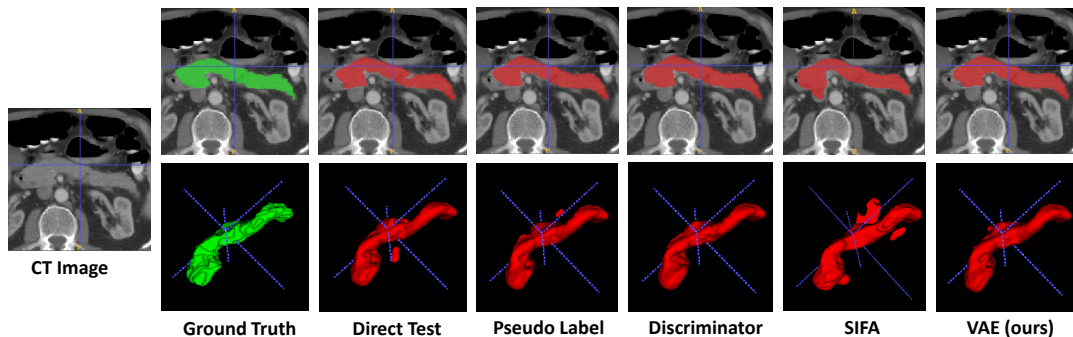 CT Image
Ground Truth
Direct Test
Pseudo Label
Discriminator
SIFA
VAE (ours)